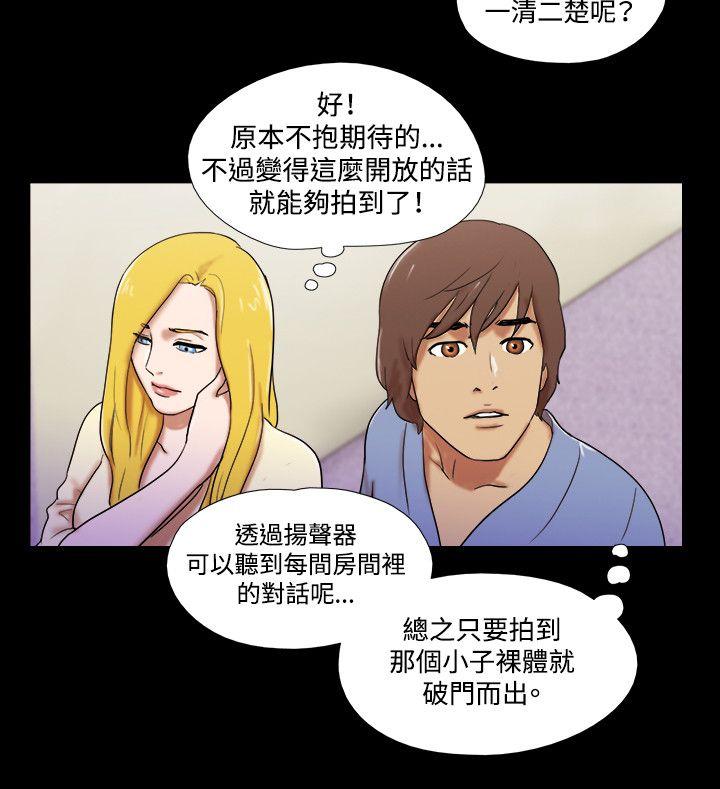 一清二楚呢?
好!
原本不抱期待的...
不過變得這麼開放的話
就能夠拍到了!
透過揚聲器
可以聽到每間房間裡
的對話呢...
總之只要拍到
那個小子裸體就
破門而出。